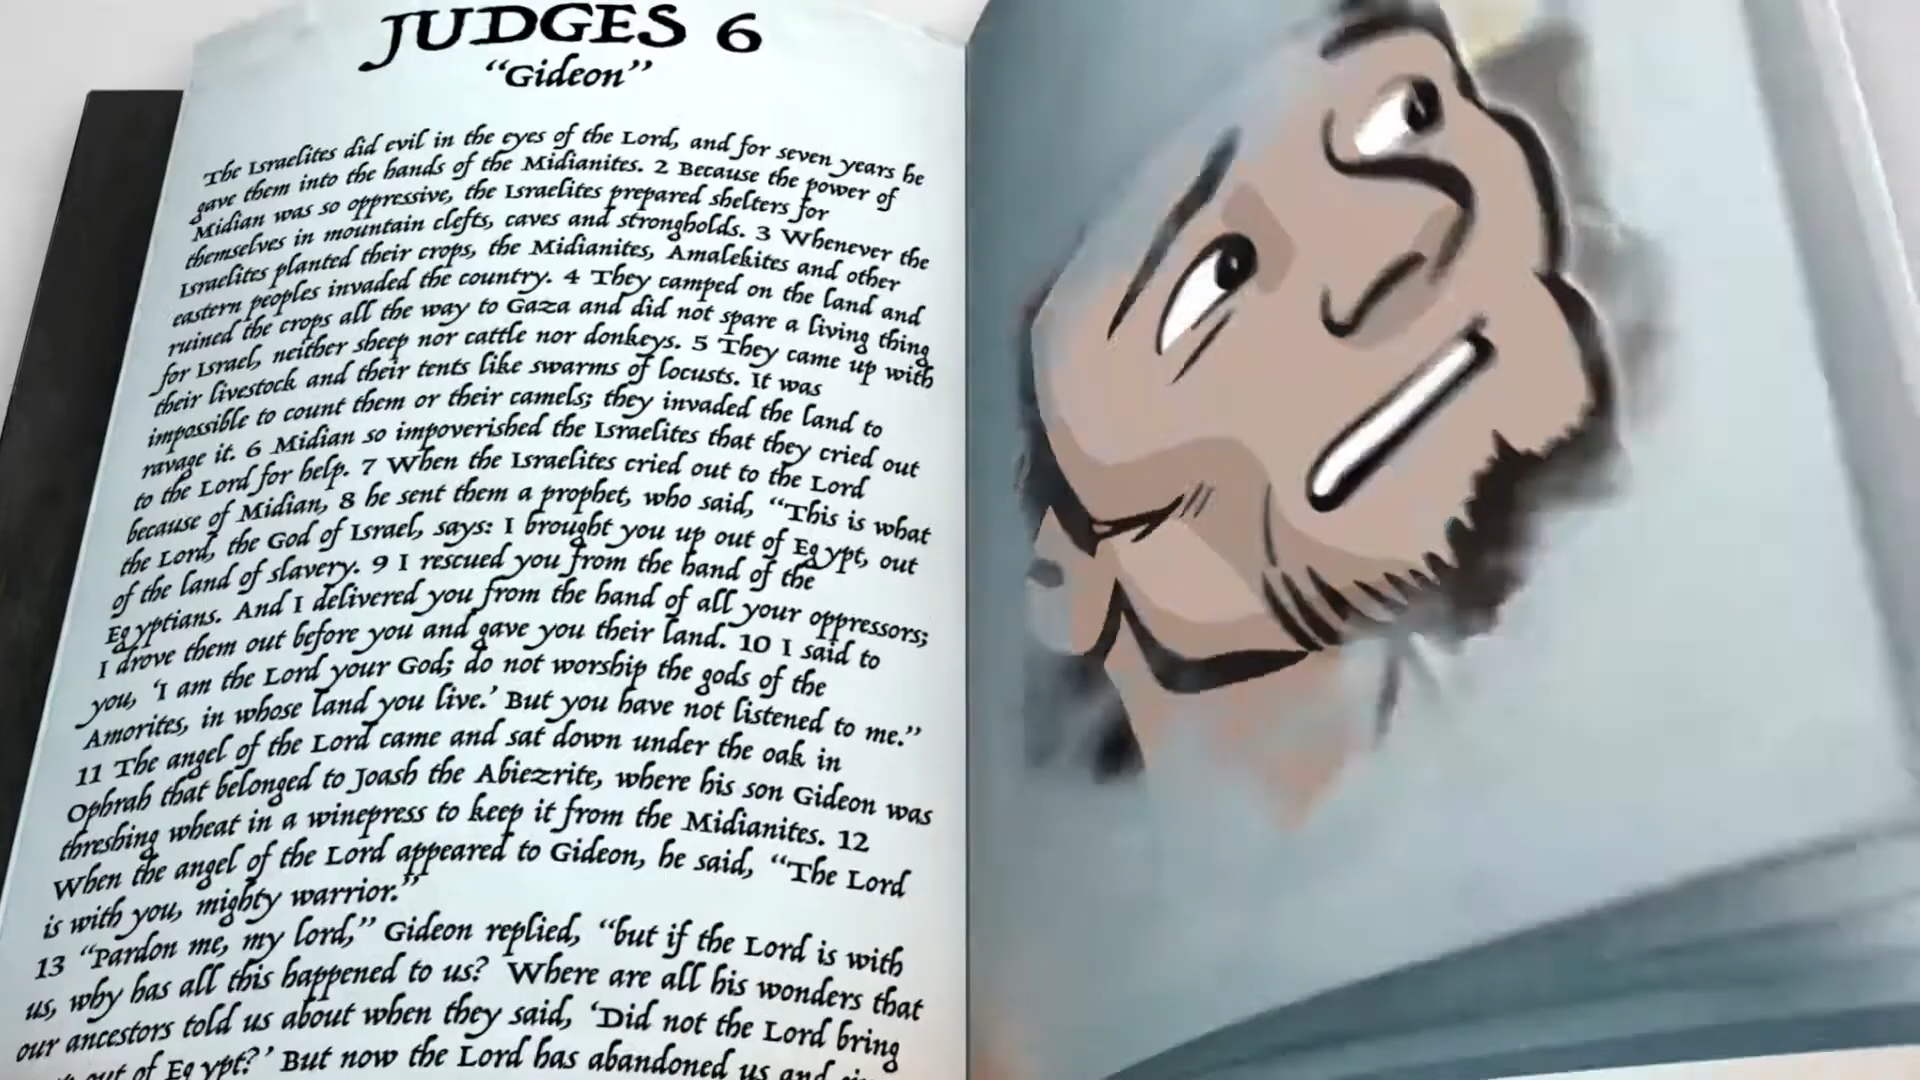 JUDGES 6
“Gideon”
The Israelites did evil in the eyes of the Lord, and for seven years he
gave them into the hands of the Midianites. 2 Because the power of
Midian was so oppressive, the Israelites prepared shelters for
themselves in mountain clefts, caves and strongholds. 3 Whenever the
Israelites planted their crops, the Midianites, Amalekites and other
eastern peoples invaded the country. 4 They camped on the land and
ruined the crops all the way to Gaza and did not spare a living thing
for Israel, neither sheep nor cattle nor donkeys. 5 They came up with
their livestock and their tents like swarms of locusts. It was
impossible to count them or their camels; they invaded the land to
ravage it. 6 Midian so impoverished the Israelites that they cried out
to the Lord for help. 7 When the Israelites cried out to the Lord
because of Midian, 8 he sent them a prophet, who said, “This is what
the Lord, the God of Israel, says: I brought you up out of Egypt, out
of the land of slavery. 9 I rescued you from the hand of the
Egyptians. And I delivered you from the hand of all your oppressors;
I drove them out before you and gave you their land. 10 I said to
you, ‘I am the Lord your God; do not worship the gods of the
Amorites, in whose land you live.’ But you have not listened to me.”
11 The angel of the Lord came and sat down under the oak in
Ophrah that belonged to Joash the Abiezrite, where his son Gideon was
threshing wheat in a winepress to keep it from the Midianites. 12
When the angel of the Lord appeared to Gideon, he said, “The Lord
is with you, mighty warrior.”
13 “Pardon me, my lord,” Gideon replied, “but if the Lord is with
us, why has all this happened to us? Where are all his wonders that
our ancestors told us about when they said, ‘Did not the Lord bring
out of Egypt?’ But now the Lord has abandoned us and